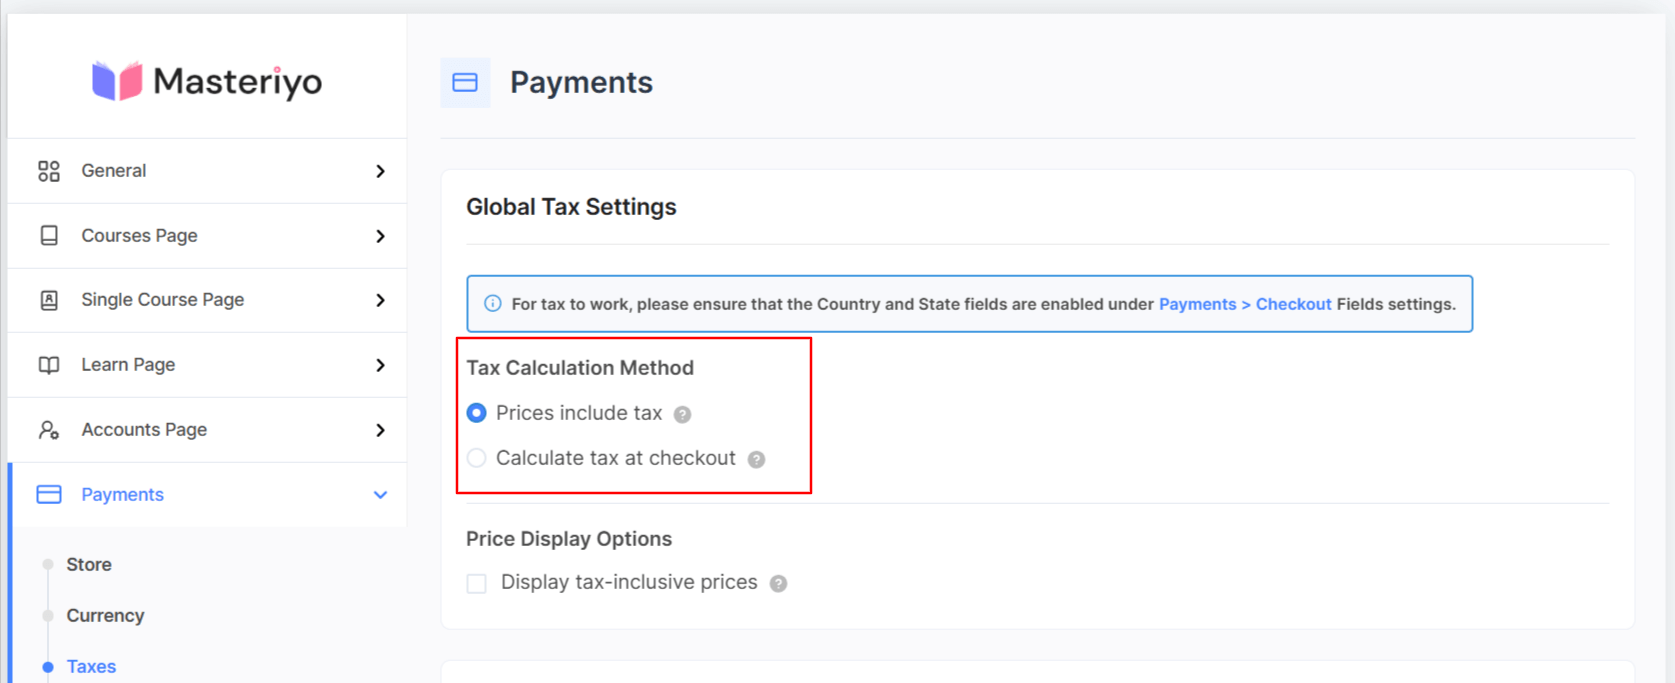 Masteriyo
General
Courses Page
Single Course Page
Learn Page
Accounts Page
Payments
Store
Currency
Taxes
Payments
Global Tax Settings
For tax to work, please ensure that the Country and State fields are enabled under Payments > Checkout Fields settings.
Tax Calculation Method
Prices include tax ?
Calculate tax at checkout ?
Price Display Options
Display tax-inclusive prices ?